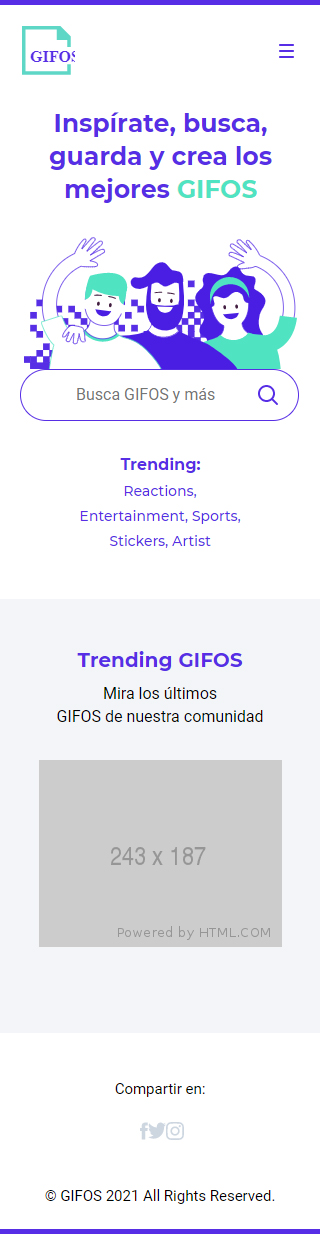 GIFOS
Inspírate, busca,
guarda y crea los
mejores GIFOS
Busca GIFOS y más
Trending:
Reactions,
Entertainment, Sports,
Stickers, Artist
Trending GIFOS
Mira los últimos
GIFOS de nuestra comunidad
243 x 187
Powered by HTML.COM
Compartir en:
© GIFOS 2021 All Rights Reserved.